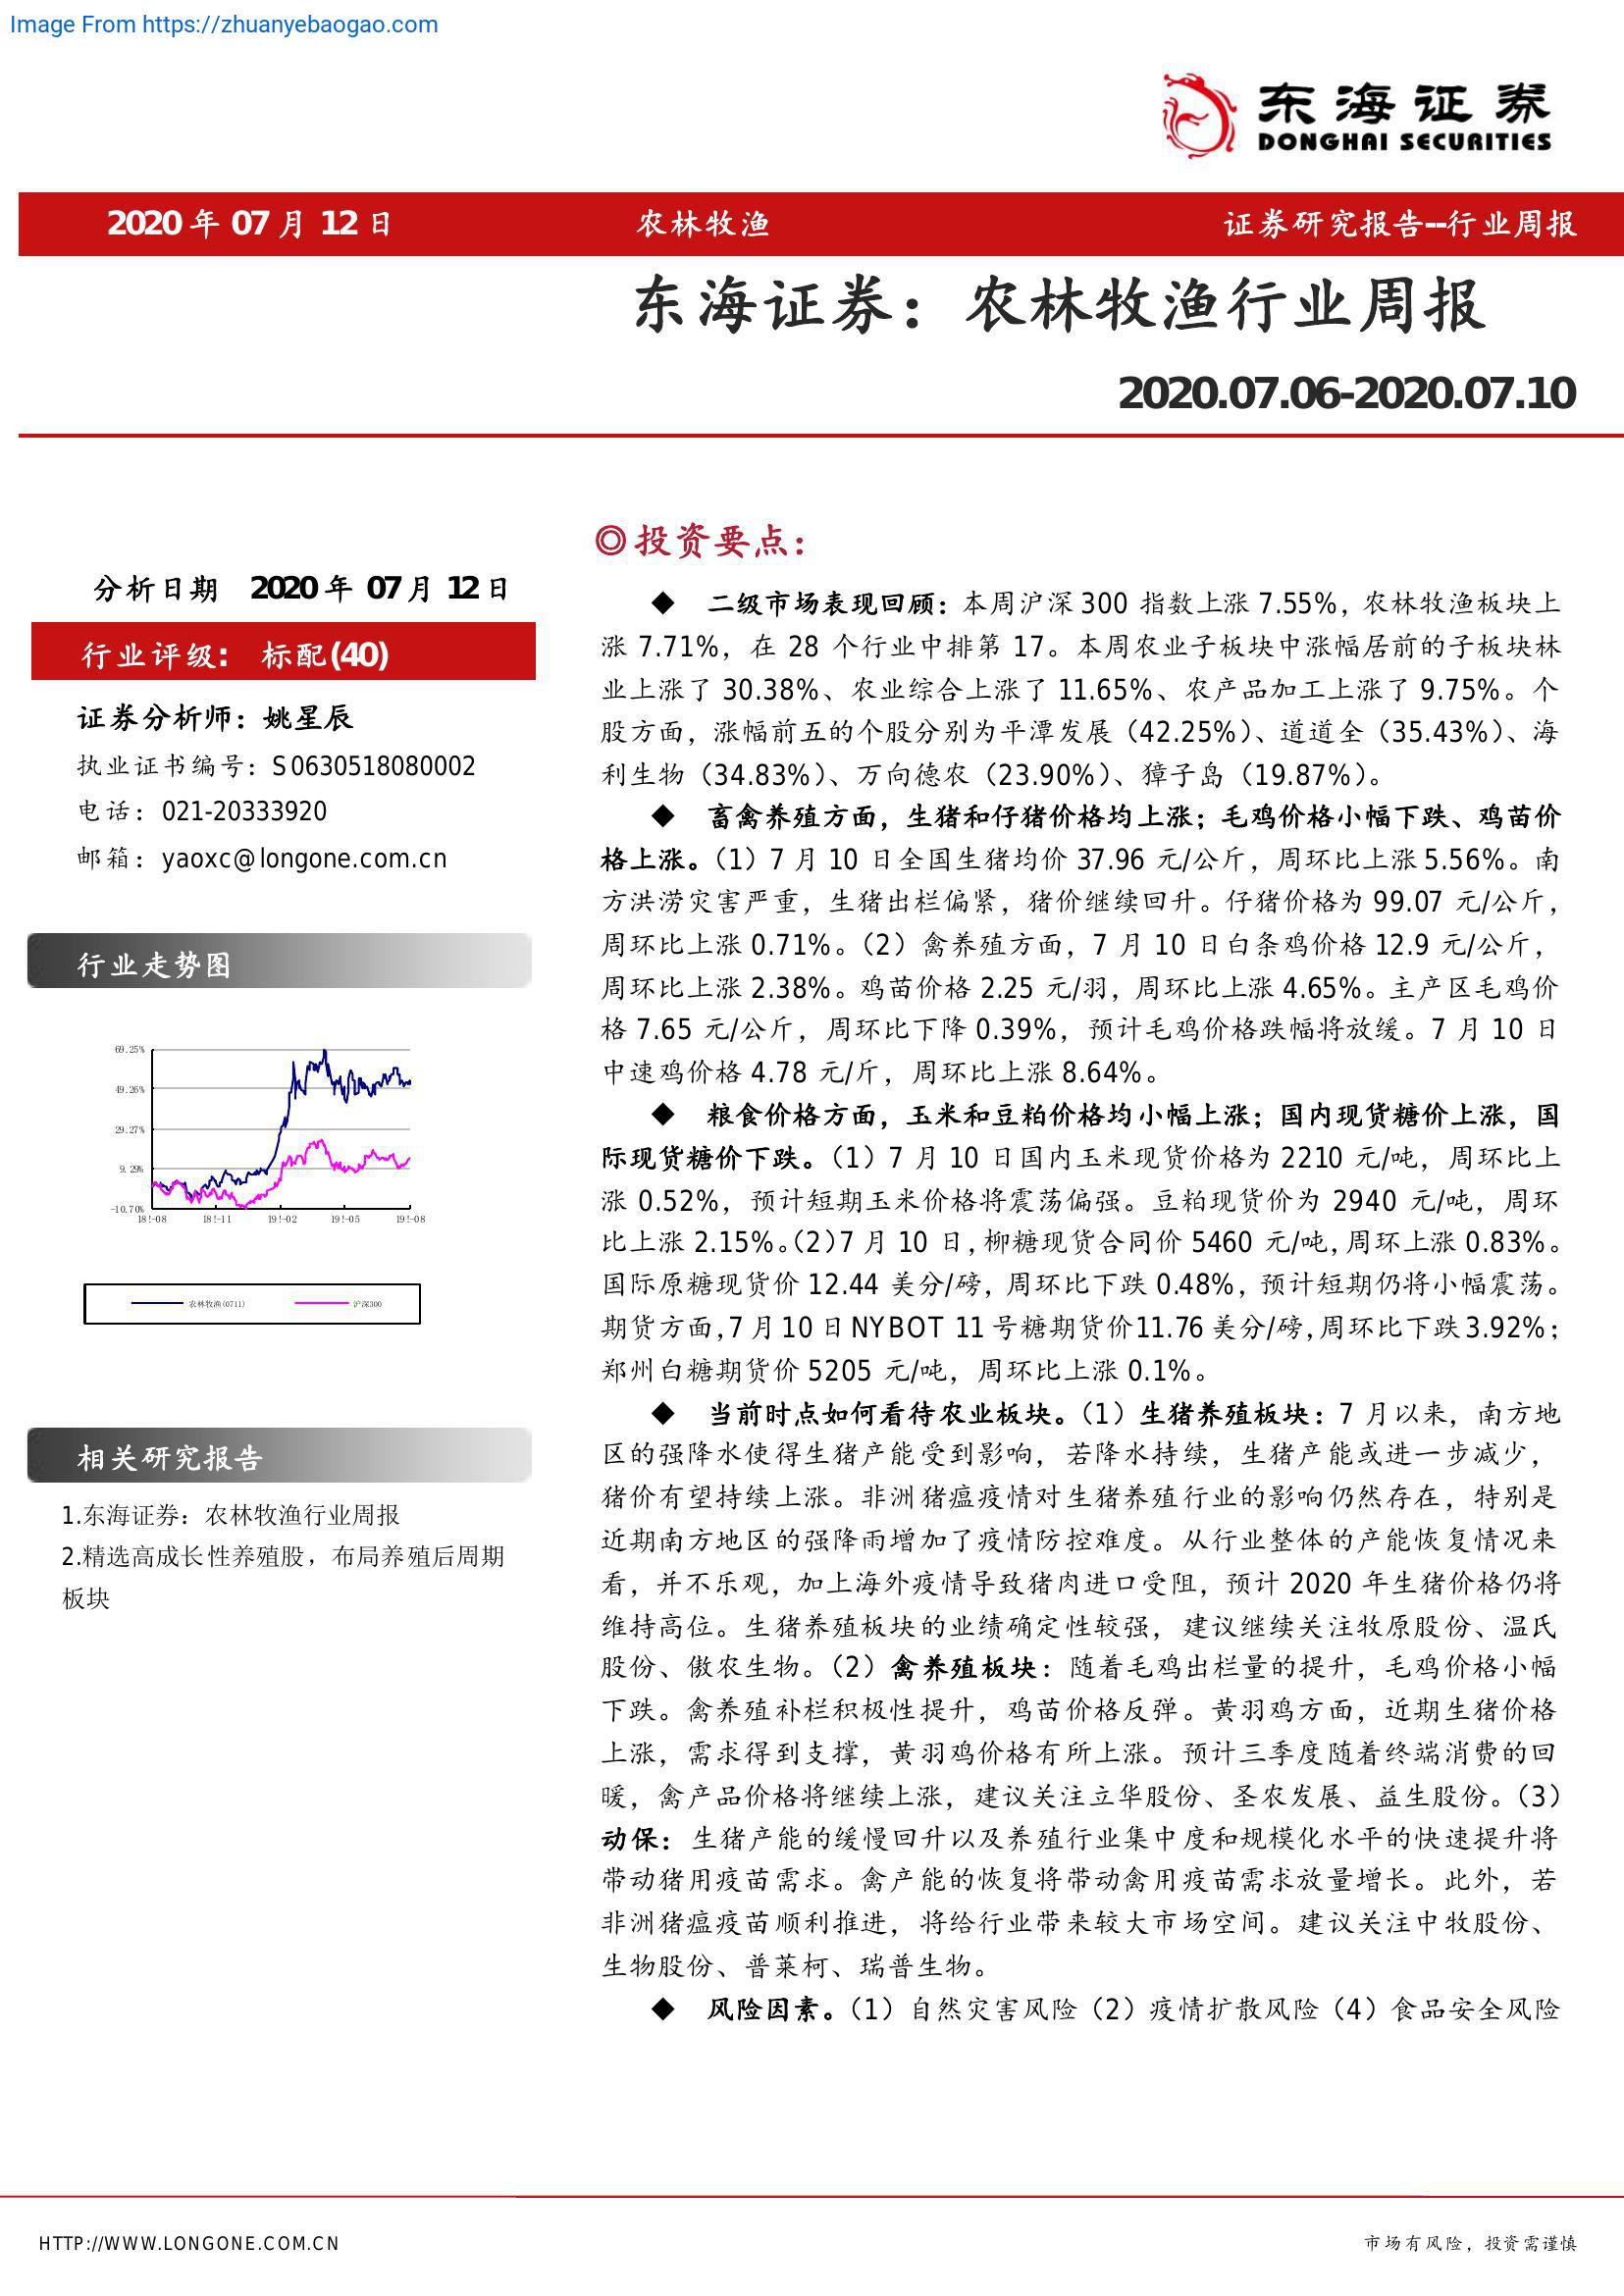 Image From https://zhuanyebaogao.com
东海证券
DONGHAI SECURITIES
2020 年 07 月 12 日 农林牧渔 证券研究报告--行业周报
东海证券：农林牧渔行业周报
2020.07.06-2020.07.10
分析日期 2020 年 07 月 12 日
行业评级: 标配(40)
证券分析师：姚星辰
执业证书编号：S0630518080002
电话：021-20333920
邮箱：yaoxc@longone.com.cn
行业走势图
69.25%
49.26%
29.27%
9.29%
-10.70%
18!-08 18!-11 19!-02 19!-05 19!-08
农林牧渔(0711) 沪深300
相关研究报告
1.东海证券：农林牧渔行业周报
2.精选高成长性养殖股，布局养殖后周期
板块
◎投资要点：
◆ 二级市场表现回顾：本周沪深 300 指数上涨 7.55%，农林牧渔板块上
涨 7.71%，在 28 个行业中排第 17。本周农业子板块中涨幅居前的子板块林
业上涨了 30.38%、农业综合上涨了 11.65%、农产品加工上涨了 9.75%。个
股方面，涨幅前五的个股分别为平潭发展（42.25%）、道道全（35.43%）、海
利生物（34.83%）、万向德农（23.90%）、獐子岛（19.87%）。
◆ 畜禽养殖方面，生猪和仔猪价格均上涨；毛鸡价格小幅下跌、鸡苗价
格上涨。（1）7 月 10 日全国生猪均价 37.96 元/公斤，周环比上涨 5.56%。南
方洪涝灾害严重，生猪出栏偏紧，猪价继续回升。仔猪价格为 99.07 元/公斤，
周环比上涨 0.71%。（2）禽养殖方面，7 月 10 日白条鸡价格 12.9 元/公斤，
周环比上涨 2.38%。鸡苗价格 2.25 元/羽，周环比上涨 4.65%。主产区毛鸡价
格 7.65 元/公斤，周环比下降 0.39%，预计毛鸡价格跌幅将放缓。7 月 10 日
中速鸡价格 4.78 元/斤，周环比上涨 8.64%。
◆ 粮食价格方面，玉米和豆粕价格均小幅上涨；国内现货糖价上涨，国
际现货糖价下跌。（1）7 月 10 日国内玉米现货价格为 2210 元/吨，周环比上
涨 0.52%，预计短期玉米价格将震荡偏强。豆粕现货价为 2940 元/吨，周环
比上涨 2.15%。（2）7 月 10 日，柳糖现货合同价 5460 元/吨，周环上涨 0.83%。
国际原糖现货价 12.44 美分/磅，周环比下跌 0.48%，预计短期仍将小幅震荡。
期货方面，7 月 10 日 NYBOT 11 号糖期货价11.76 美分/磅，周环比下跌 3.92%；
郑州白糖期货价 5205 元/吨，周环比上涨 0.1%。
◆ 当前时点如何看待农业板块。（1）生猪养殖板块：7 月以来，南方地
区的强降水使得生猪产能受到影响，若降水持续，生猪产能或进一步减少，
猪价有望持续上涨。非洲猪瘟疫情对生猪养殖行业的影响仍然存在，特别是
近期南方地区的强降雨增加了疫情防控难度。从行业整体的产能恢复情况来
看，并不乐观，加上海外疫情导致猪肉进口受阻，预计 2020 年生猪价格仍将
维持高位。生猪养殖板块的业绩确定性较强，建议继续关注牧原股份、温氏
股份、傲农生物。（2）禽养殖板块：随着毛鸡出栏量的提升，毛鸡价格小幅
下跌。禽养殖补栏积极性提升，鸡苗价格反弹。黄羽鸡方面，近期生猪价格
上涨，需求得到支撑，黄羽鸡价格有所上涨。预计三季度随着终端消费的回
暖，禽产品价格将继续上涨，建议关注立华股份、圣农发展、益生股份。（3）
动保：生猪产能的缓慢回升以及养殖行业集中度和规模化水平的快速提升将
带动猪用疫苗需求。禽产能的恢复将带动禽用疫苗需求放量增长。此外，若
非洲猪瘟疫苗顺利推进，将给行业带来较大市场空间。建议关注中牧股份、
生物股份、普莱柯、瑞普生物。
◆ 风险因素。（1）自然灾害风险（2）疫情扩散风险（4）食品安全风险
HTTP://WWW.LONGONE.COM.CN 市场有风险，投资需谨慎